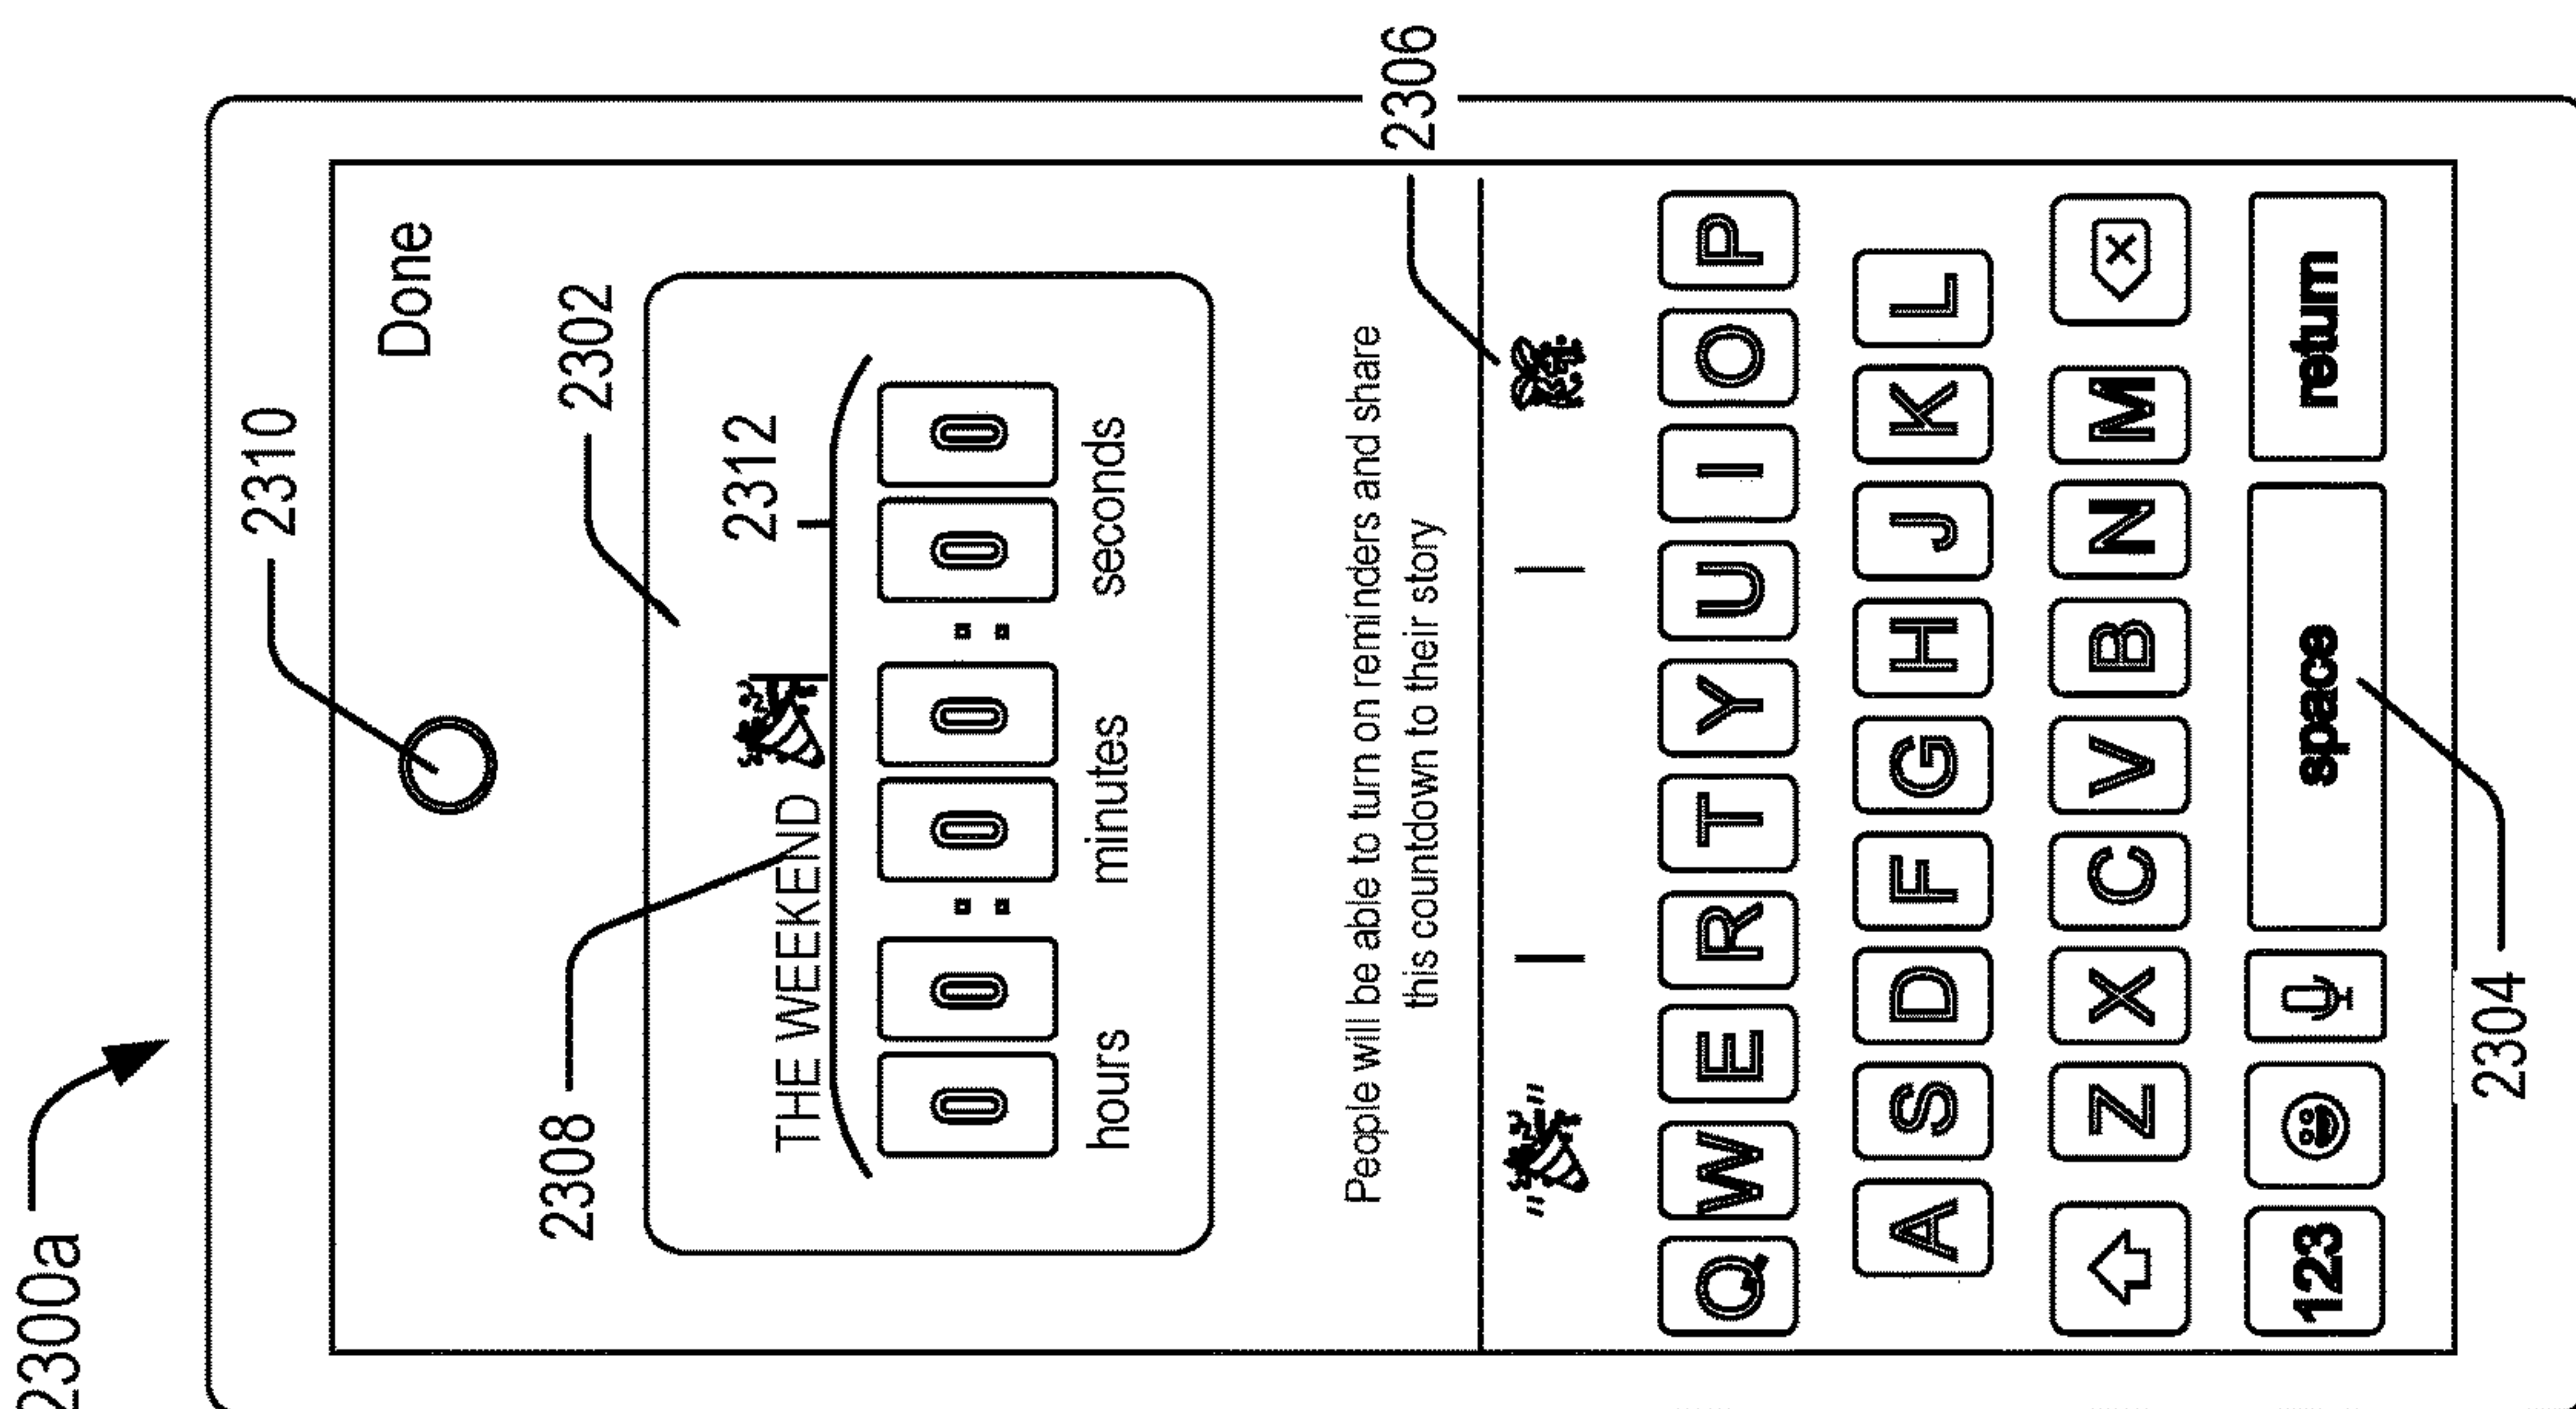 2300a
2310
Done
2302
2308
2312
THE WEEKEND
0 0 : 0 0 : 0 0
hours minutes seconds
People will be able to turn on reminders and share
this countdown to their story
2306
" "
Q W E R T Y U I O P
A S D F G H J K L
Z X C V B N M
123 space return
2304